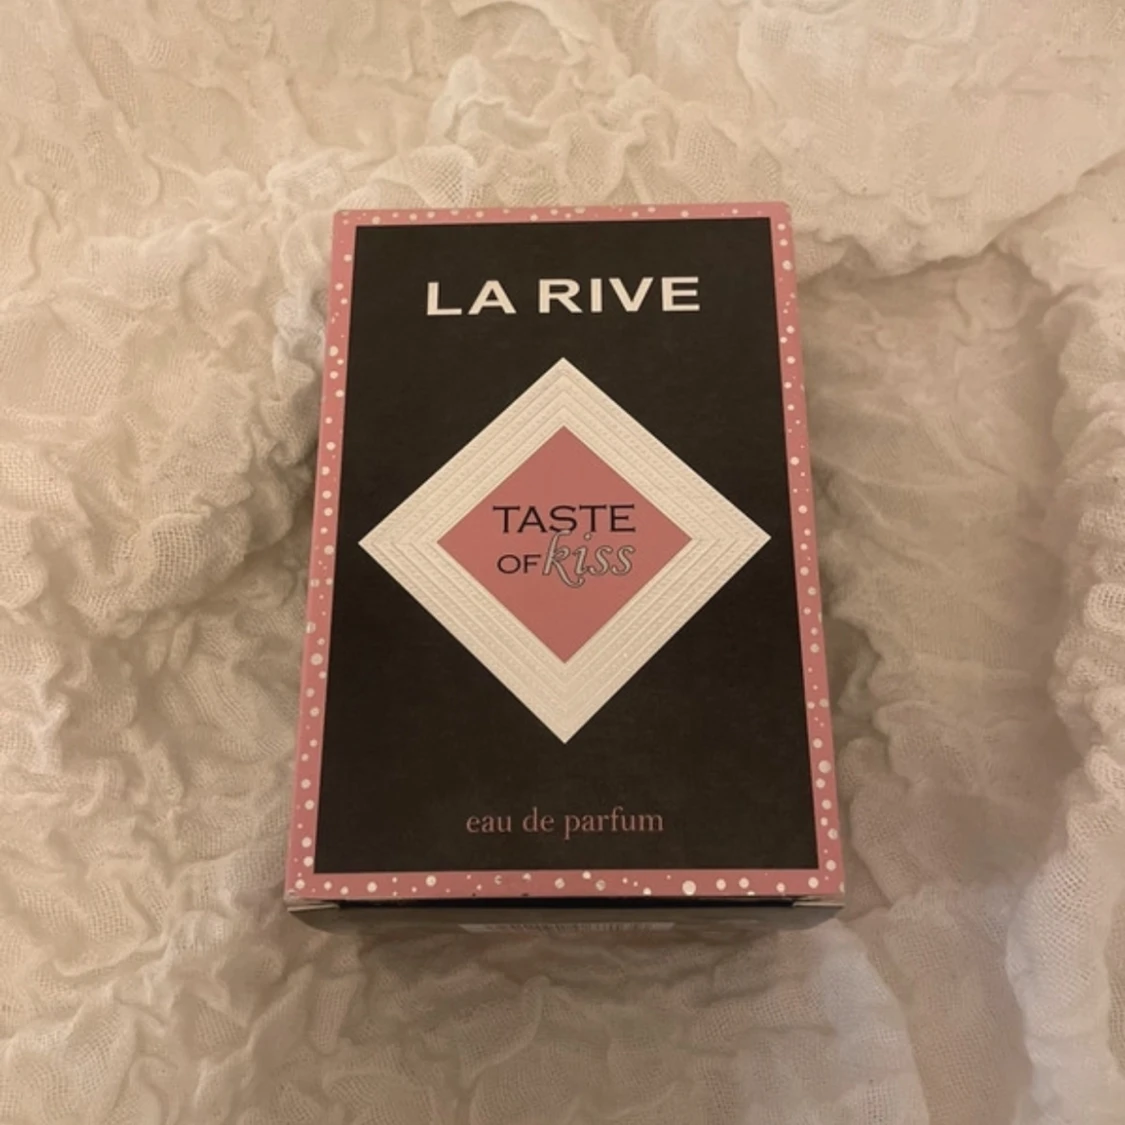 LA RIVE
TASTE
OF kiss
eau de parfum